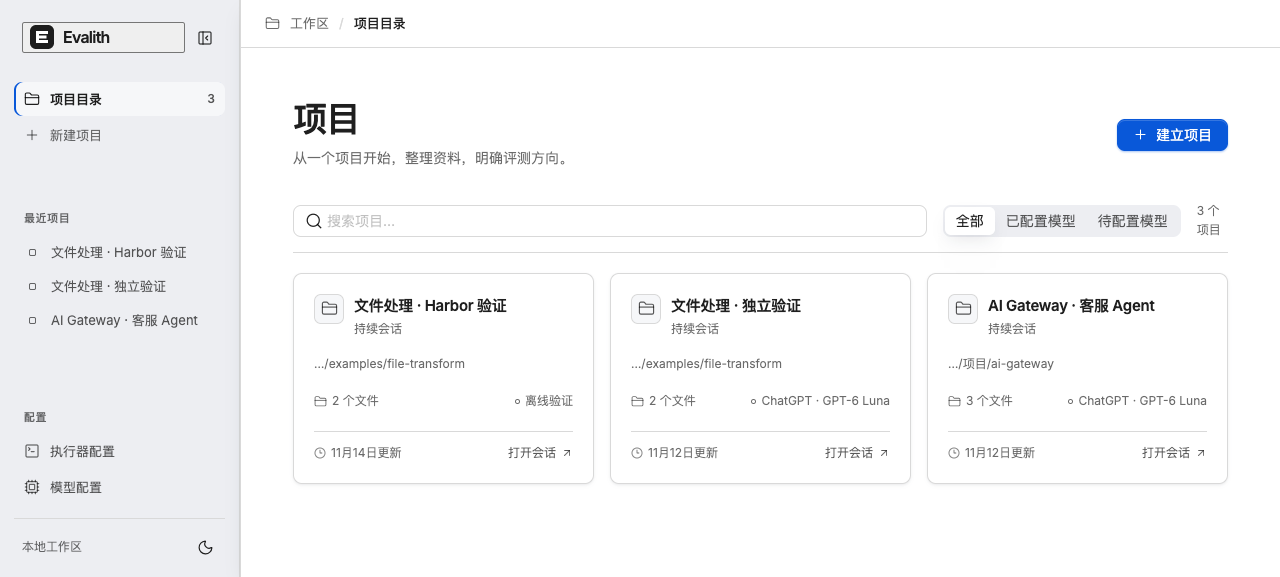 Evalith
项目目录 3
新建项目
最近项目
文件处理 · Harbor 验证
文件处理 · 独立验证
AI Gateway · 客服 Agent
配置
执行器配置
模型配置
本地工作区
工作区 / 项目目录
项目
从一个项目开始，整理资料，明确评测方向。
建立项目
搜索项目...
全部 已配置模型 待配置模型
3 个
项目
文件处理 · Harbor 验证
持续会话
.../examples/file-transform
2 个文件 离线验证
11月14日更新 打开会话
文件处理 · 独立验证
持续会话
.../examples/file-transform
2 个文件 ChatGPT · GPT-6 Luna
11月12日更新 打开会话
AI Gateway · 客服 Agent
持续会话
.../项目/ai-gateway
3 个文件 ChatGPT · GPT-6 Luna
11月12日更新 打开会话